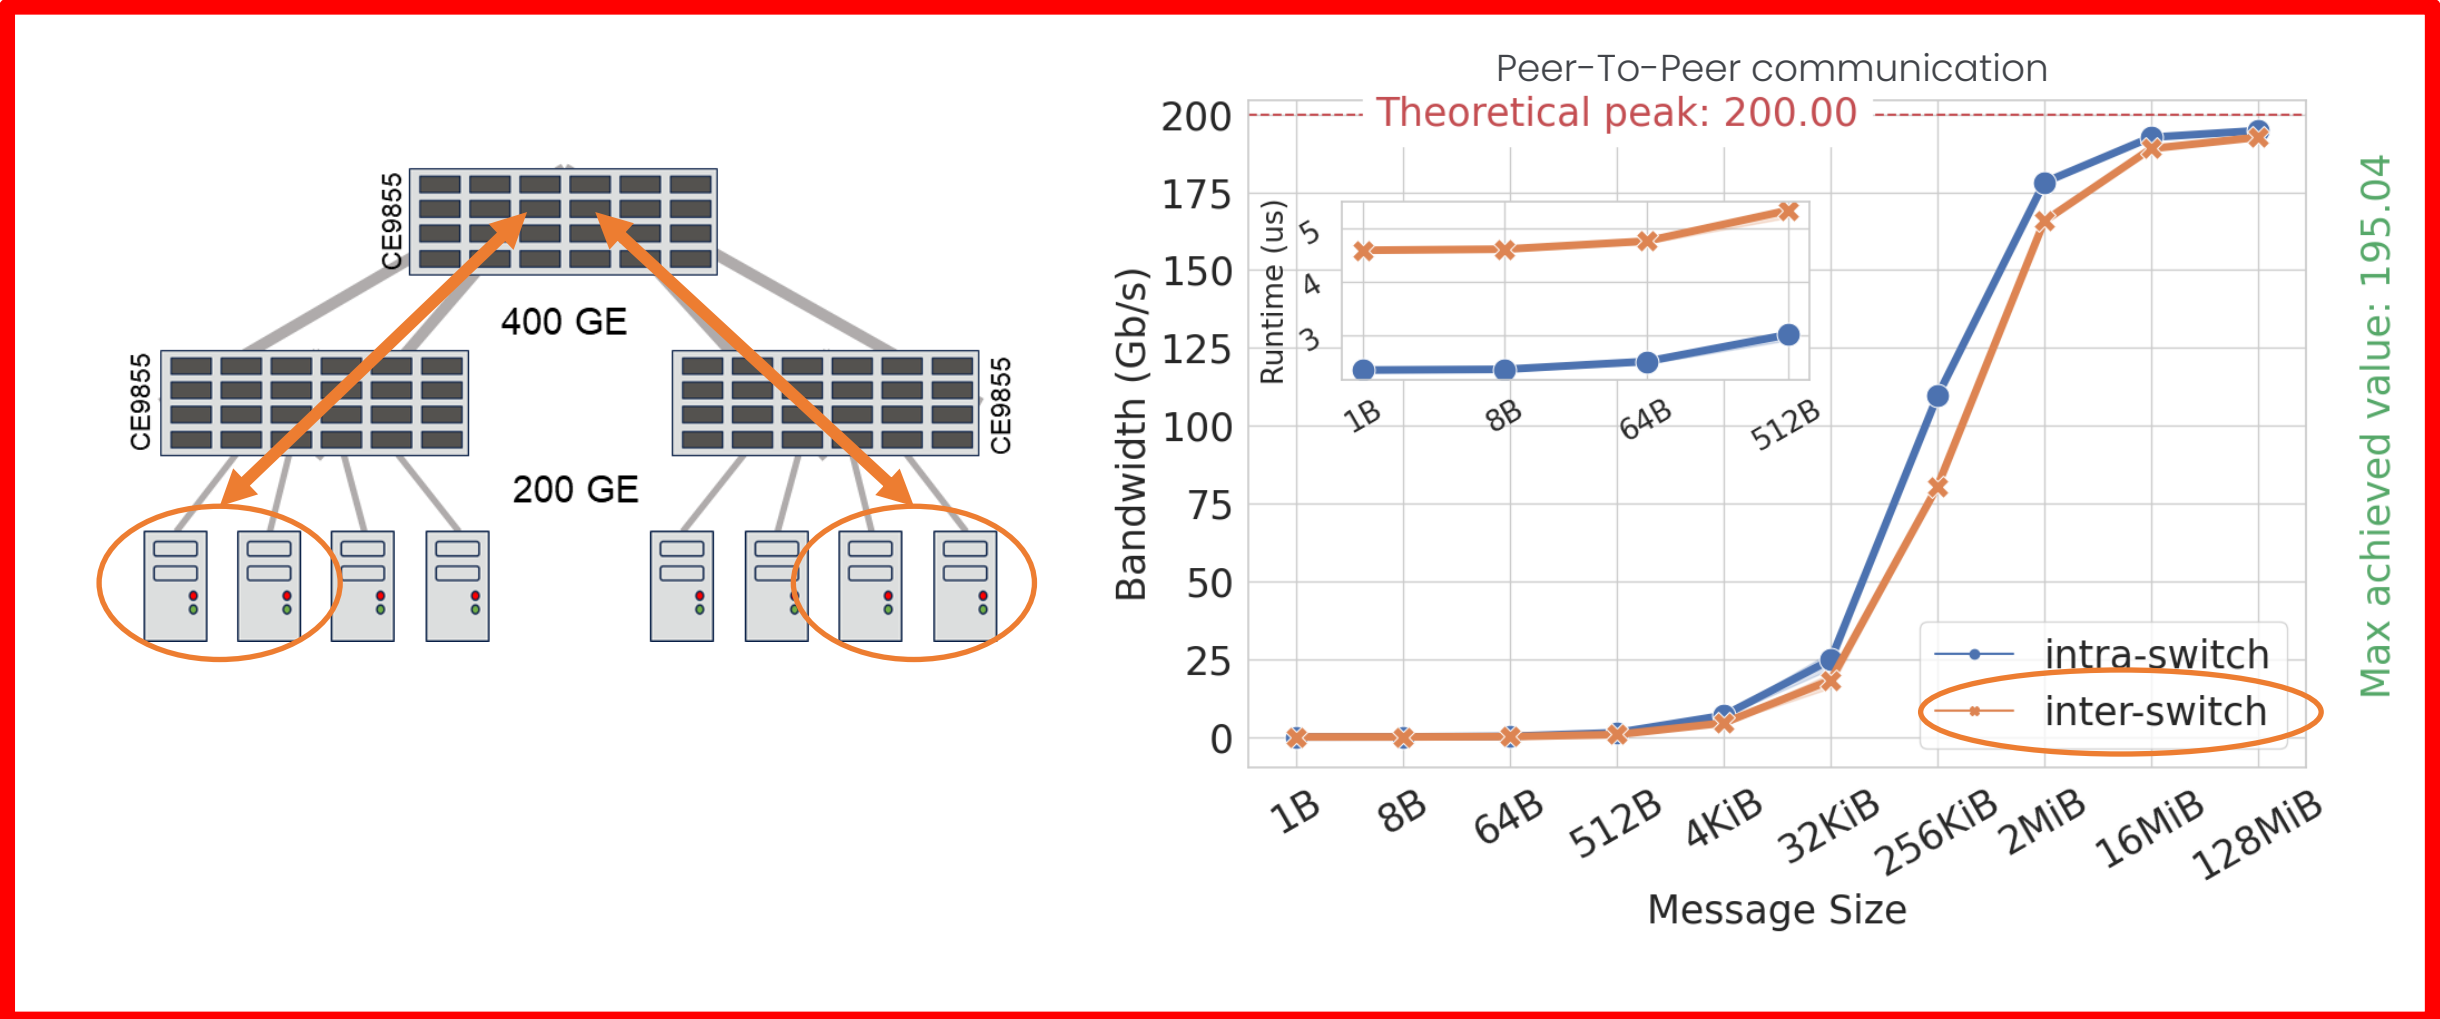 CE9855
400 GE
CE9855
CE9855
200 GE
Peer-To-Peer communication
Theoretical peak: 200.00
200
175
150
125
100
75
50
25
0
Bandwidth (Gb/s)
Runtime (us)
5
4
3
1B
8B
64B
512B
intra-switch
inter-switch
1B
8B
64B
512B
4KiB
32KiB
256KiB
2MiB
16MiB
128MiB
Message Size
Max achieved value: 195.04